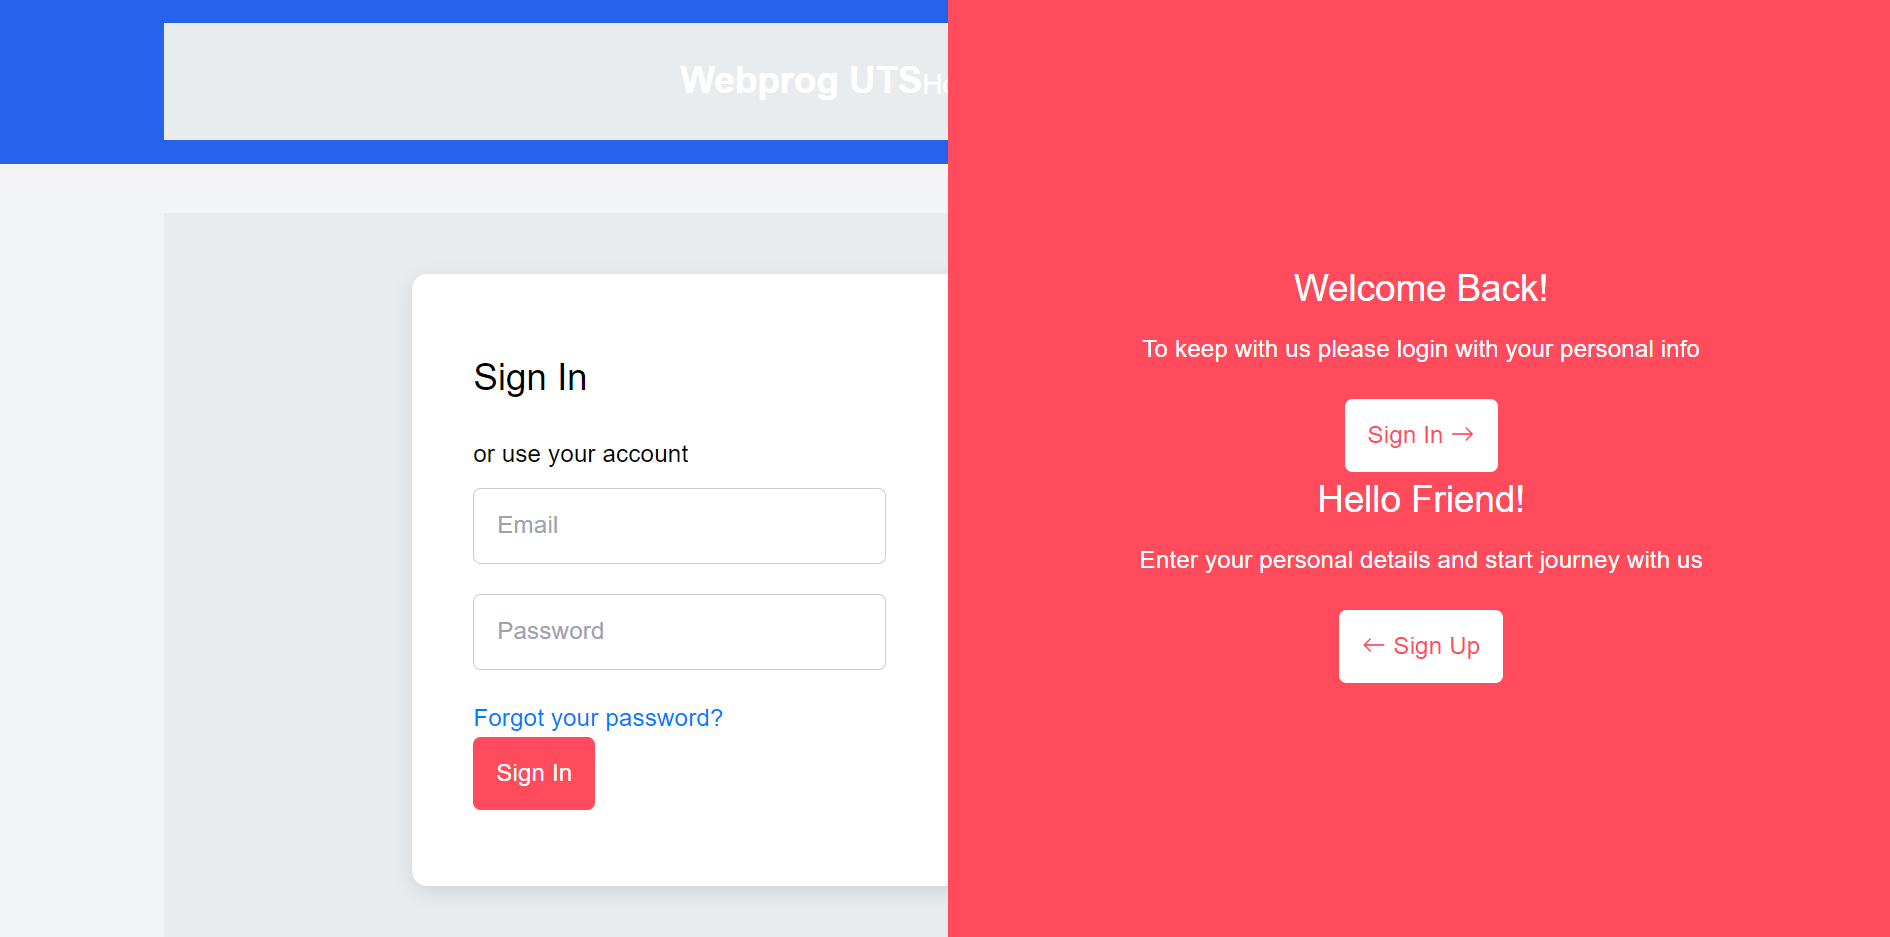 Webprog UTS
Sign In
or use your account
Email
Password
Forgot your password?
Sign In
Welcome Back!
To keep with us please login with your personal info
Sign In →
Hello Friend!
Enter your personal details and start journey with us
← Sign Up